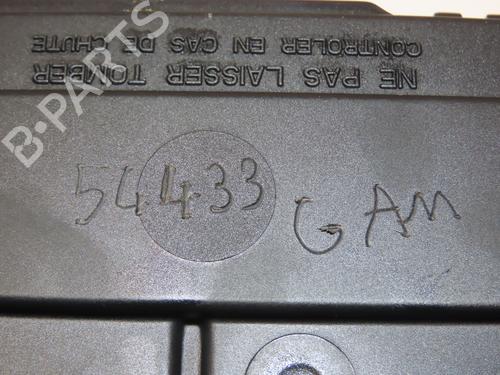 NE PAS LAISSER TOMBER
CONTROLER EN CAS DE CHUTE
54433 GAM
B-PARTS